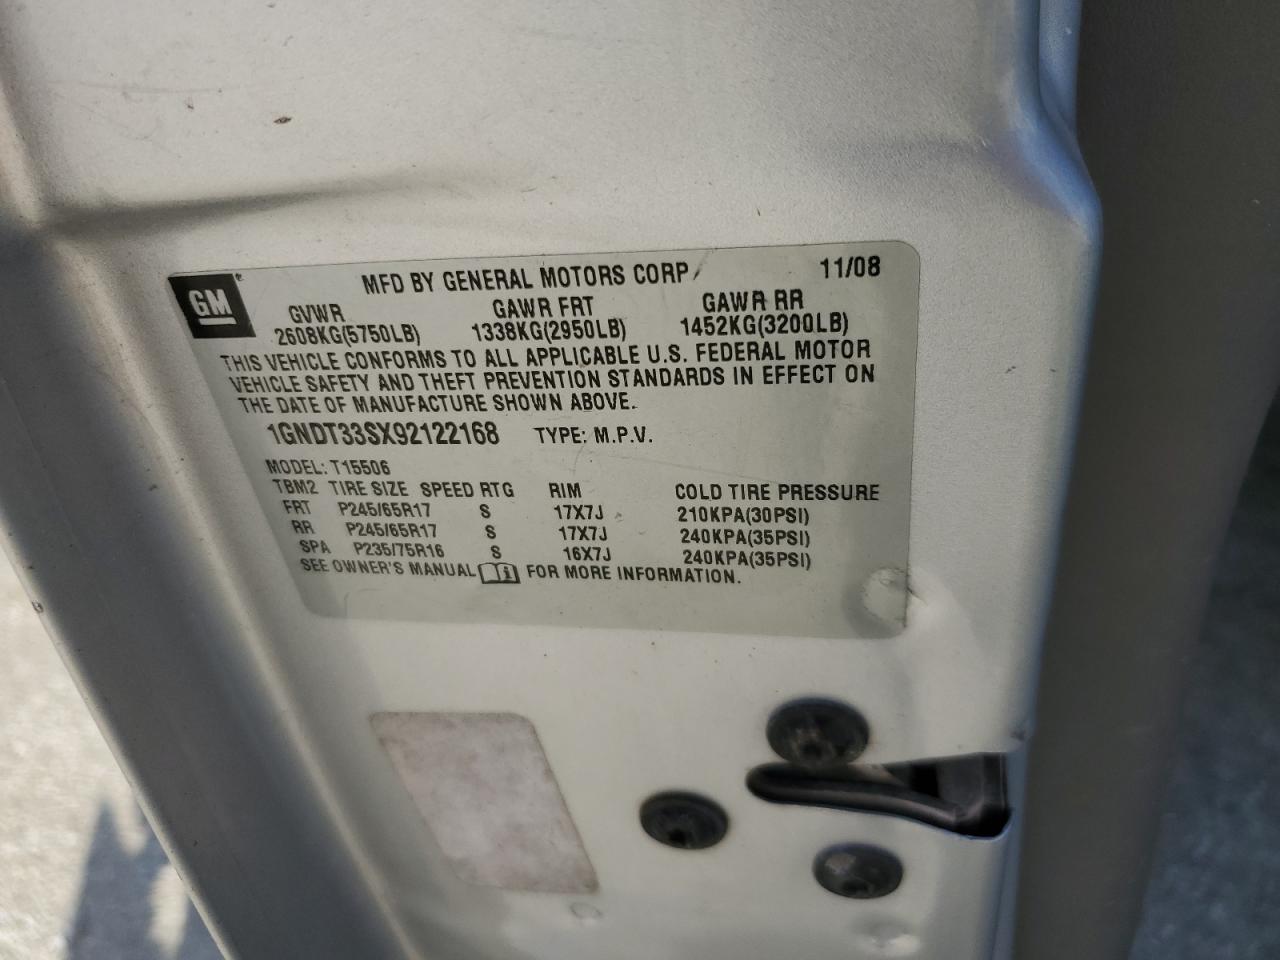 GM
MFD BY GENERAL MOTORS CORP 11/08
GVWR GAWR FRT GAWR RR
2608KG(5750LB) 1338KG(2950LB) 1452KG(3200LB)
THIS VEHICLE CONFORMS TO ALL APPLICABLE U.S. FEDERAL MOTOR
VEHICLE SAFETY AND THEFT PREVENTION STANDARDS IN EFFECT ON
THE DATE OF MANUFACTURE SHOWN ABOVE.
1GNDT33SX92122168 TYPE: M.P.V.
MODEL: T15506
TBM2 TIRE SIZE SPEED RTG RIM COLD TIRE PRESSURE
FRT P245/65R17 S 17X7J 210KPA(30PSI)
RR P245/65R17 S 17X7J 240KPA(35PSI)
SPA P235/75R16 S 16X7J 240KPA(35PSI)
SEE OWNER'S MANUAL FOR MORE INFORMATION.